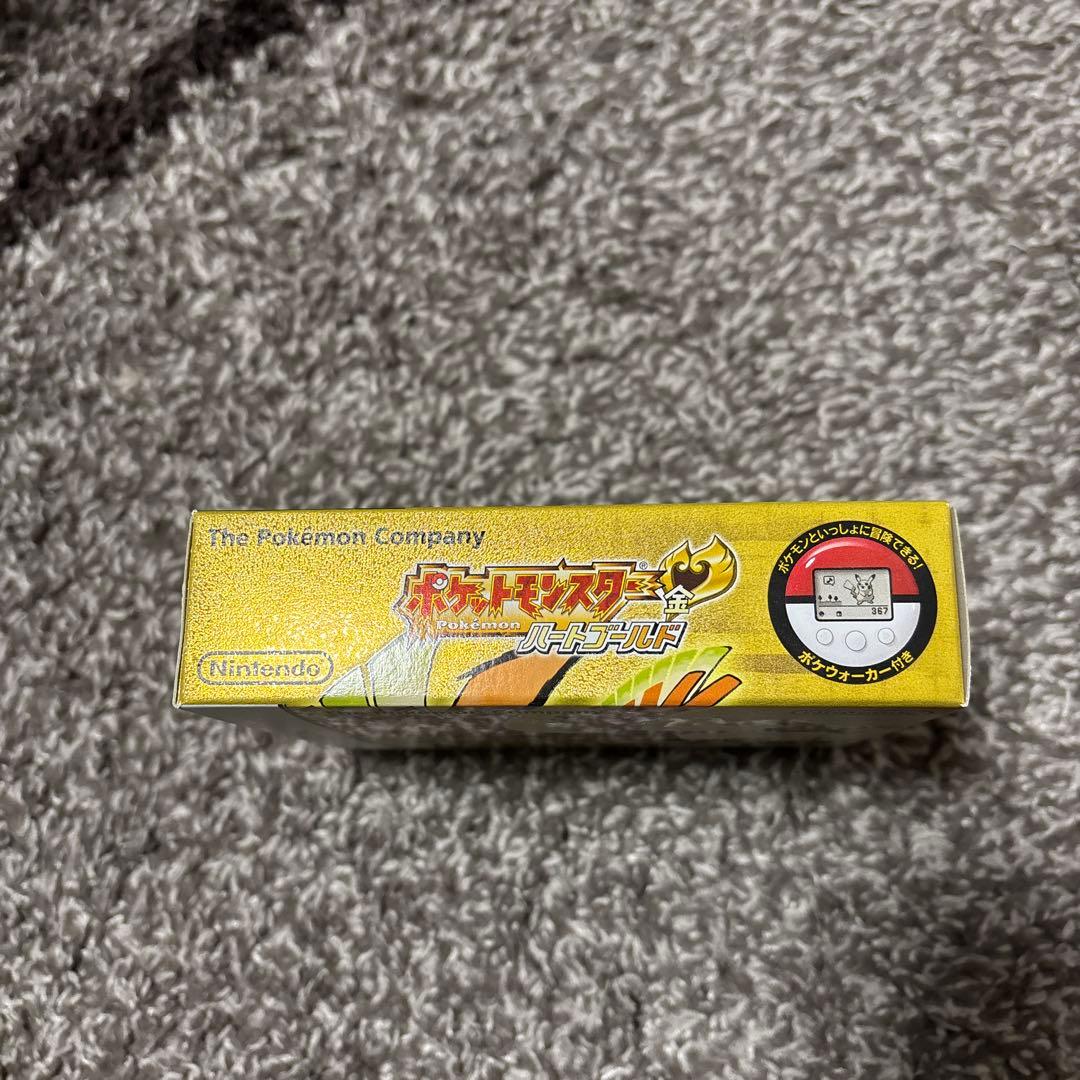 The Pokémon Company
Nintendo
ポケットモンスター®
Pokémon
金
ハートゴールド
ポケモンといっしょに冒険できる!
367
ポケウォーカー付き